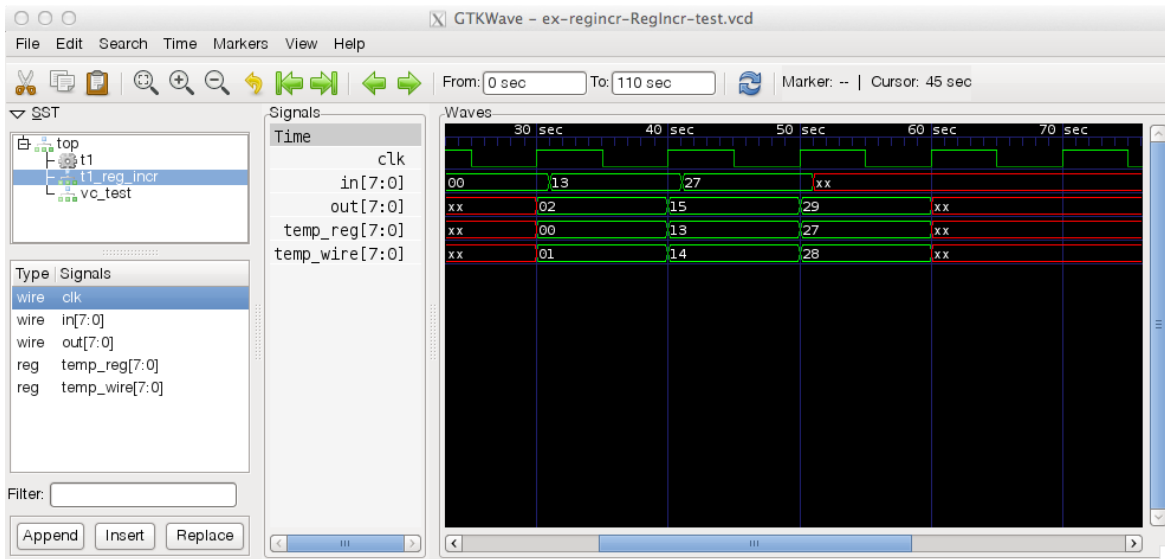 GTKWave - ex-regincr-RegIncr-test.vcd
File Edit Search Time Markers View Help
From: 0 sec To: 110 sec Marker: -- | Cursor: 45 sec
SST
top
t1
t1_reg_incr
vc_test
Type Signals
wire clk
wire in[7:0]
wire out[7:0]
reg temp_reg[7:0]
reg temp_wire[7:0]
Filter:
Append Insert Replace
Signals
Time
clk
in[7:0]
out[7:0]
temp_reg[7:0]
temp_wire[7:0]
Waves
30 sec 40 sec 50 sec 60 sec 70 sec
00 13 27 xx
xx 02 15 29 xx
xx 00 13 27 xx
xx 01 14 28 xx